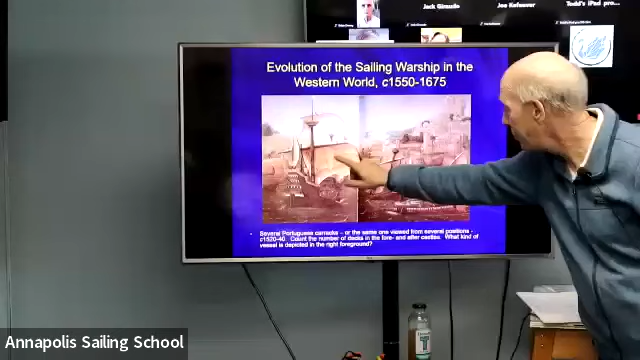 Jack Giraudo
Joe Kefauver
Todd's iPad pro...
Evolution of the Sailing Warship in the
Western World, c1550-1675
Several Portuguese carracks – or the same one viewed from several positions -
c1520-40. Count the number of decks in the fore- and after castles. What kind of
vessel is depicted in the right foreground?
Annapolis Sailing School